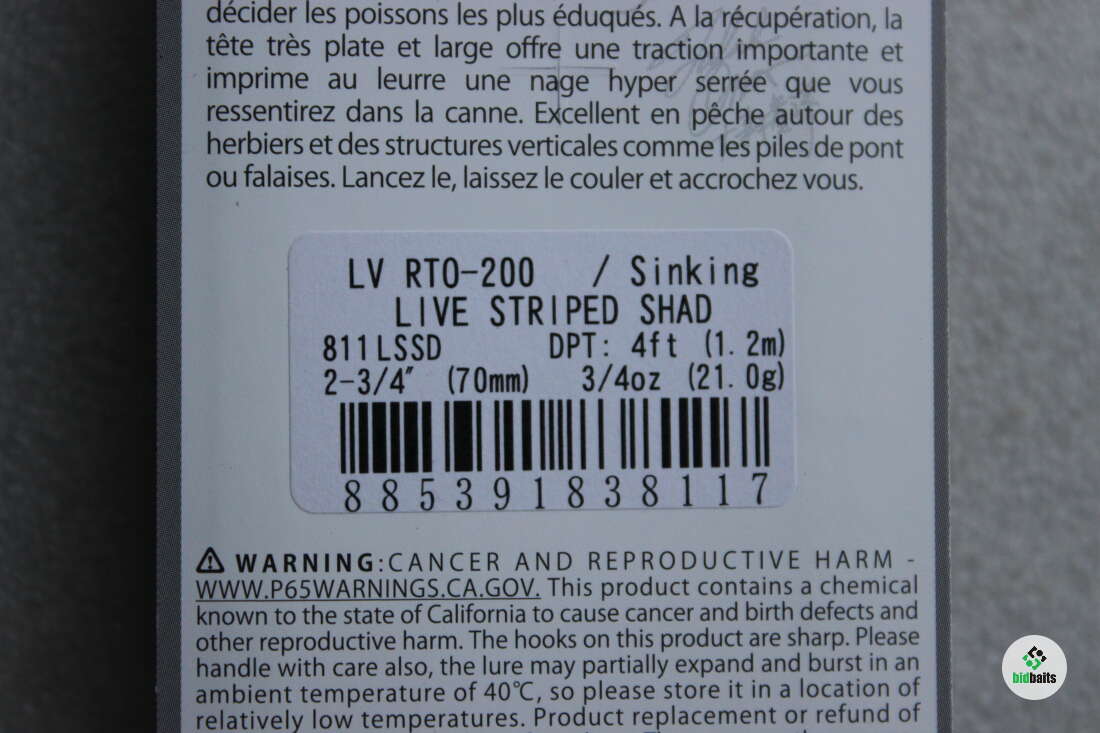 décider les poissons les plus éduqués. A la récupération, la
tête très plate et large offre une traction importante et
imprime au leurre une nage hyper serrée que vous
ressentirez dans la canne. Excellent en pêche autour des
herbiers et des structures verticales comme les piles de pont
ou falaises. Lancez le, laissez le couler et accrochez vous.
LV RTO-200 / Sinking
LIVE STRIPED SHAD
811LSSD DPT: 4ft (1.2m)
2-3/4″ (70mm) 3/4oz (21.0g)
885391838117
⚠ WARNING:CANCER AND REPRODUCTIVE HARM -
WWW.P65WARNINGS.CA.GOV. This product contains a chemical
known to the state of California to cause cancer and birth defects and
other reproductive harm. The hooks on this product are sharp. Please
handle with care also, the lure may partially expand and burst in an
ambient temperature of 40℃, so please store it in a location of
relatively low temperatures. Product replacement or refund of
bidbaits